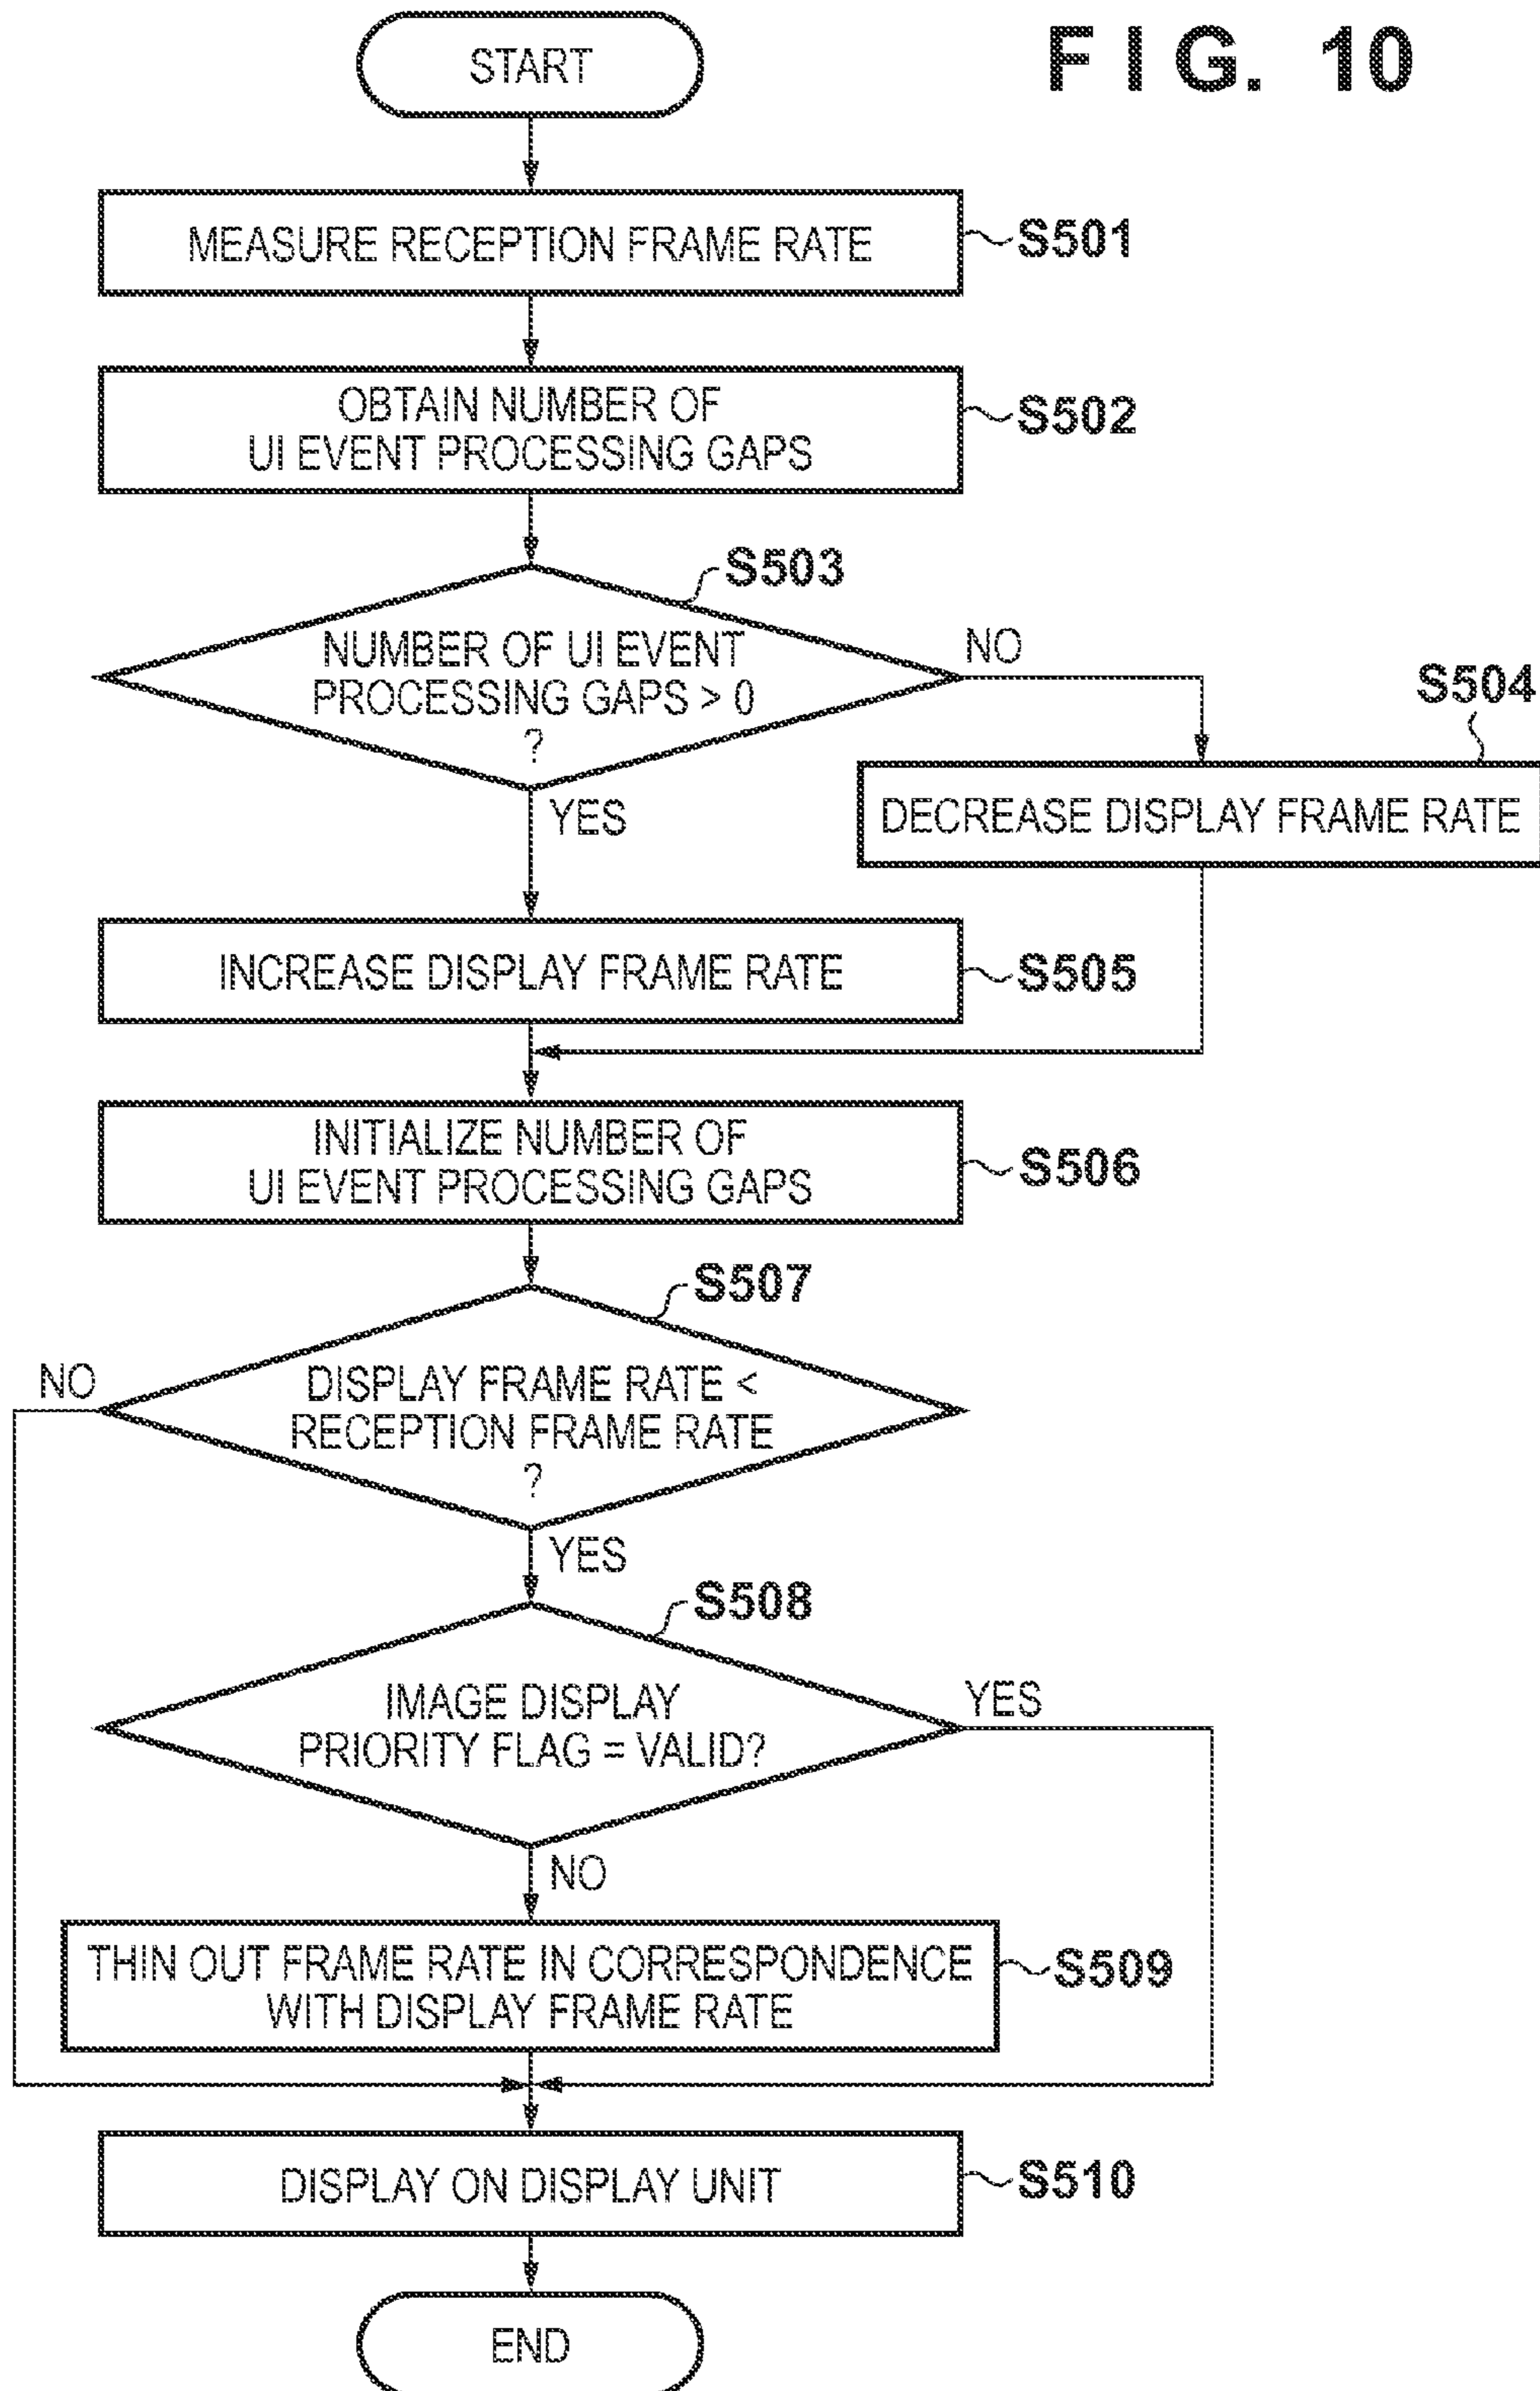 FIG. 10
START
MEASURE RECEPTION FRAME RATE
S501
OBTAIN NUMBER OF
UI EVENT PROCESSING GAPS
S502
S503
NUMBER OF UI EVENT
PROCESSING GAPS > 0
?
NO
YES
S504
DECREASE DISPLAY FRAME RATE
INCREASE DISPLAY FRAME RATE
S505
INITIALIZE NUMBER OF
UI EVENT PROCESSING GAPS
S506
S507
DISPLAY FRAME RATE <
RECEPTION FRAME RATE
?
NO
YES
S508
IMAGE DISPLAY
PRIORITY FLAG = VALID?
YES
NO
THIN OUT FRAME RATE IN CORRESPONDENCE
WITH DISPLAY FRAME RATE
S509
DISPLAY ON DISPLAY UNIT
S510
END